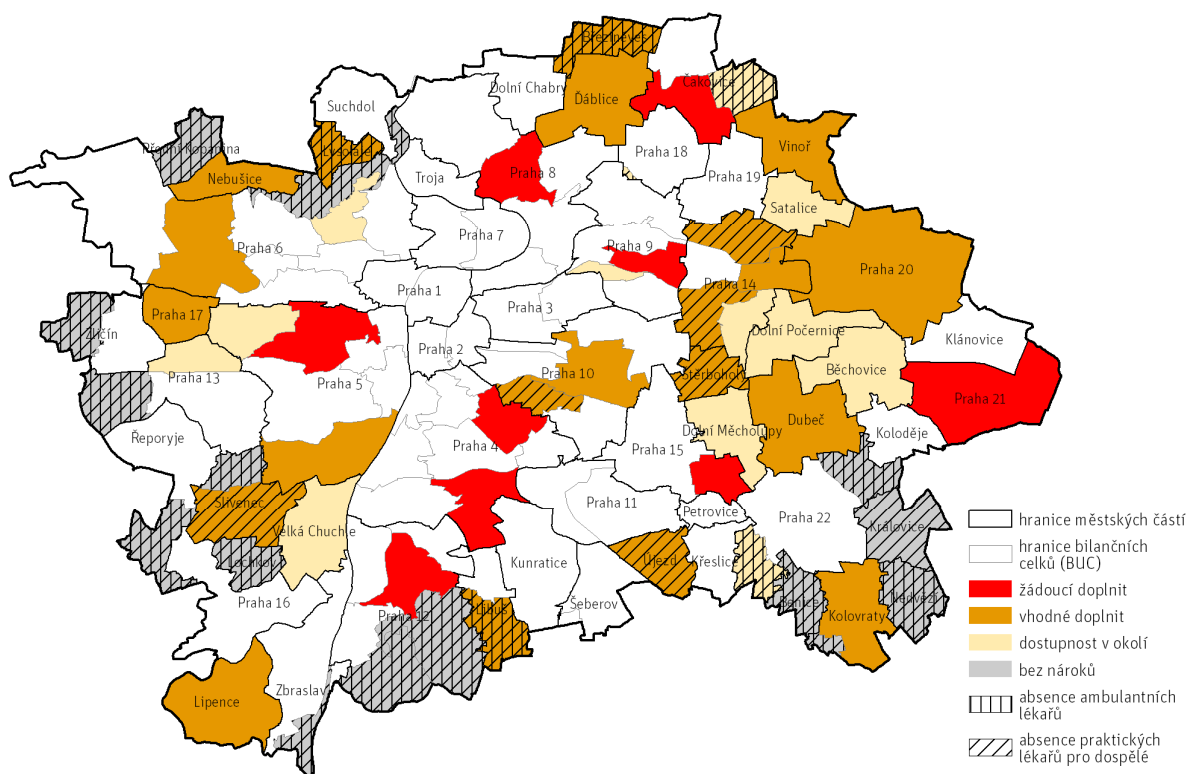 Březiněves
Čakovice
Dolní Chabry
Ďáblice
Suchdol
Vinoř
Přední Kopanina
Lysolaje
Praha 18
Nebušice
Troja
Praha 8
Praha 19
Satalice
Praha 7
Praha 6
Praha 9
Praha 20
Praha 1
Praha 14
Praha 3
Zličín
Praha 17
Dolní Počernice
Klánovice
Praha 2
Praha 13
Praha 5
Praha 10
Štěrboholy
Běchovice
Praha 21
Dubeč
Řeporyje
Praha 4
Dolní Měcholupy
Praha 15
Koloděje
Slivenec
Praha 11
Petrovice
Praha 22
Královice
Velká Chuchle
Lochkov
Kunratice
Újezd
Křeslice
Praha 16
Šeberov
Benice
Nedvězí
Praha 12
Libuš
Kolovraty
Lipence
Zbraslav
hranice městských částí
hranice bilančních
celků (BUC)
žádoucí doplnit
vhodné doplnit
dostupnost v okolí
bez nároků
absence ambulantních
lékařů
absence praktických
lékařů pro dospělé